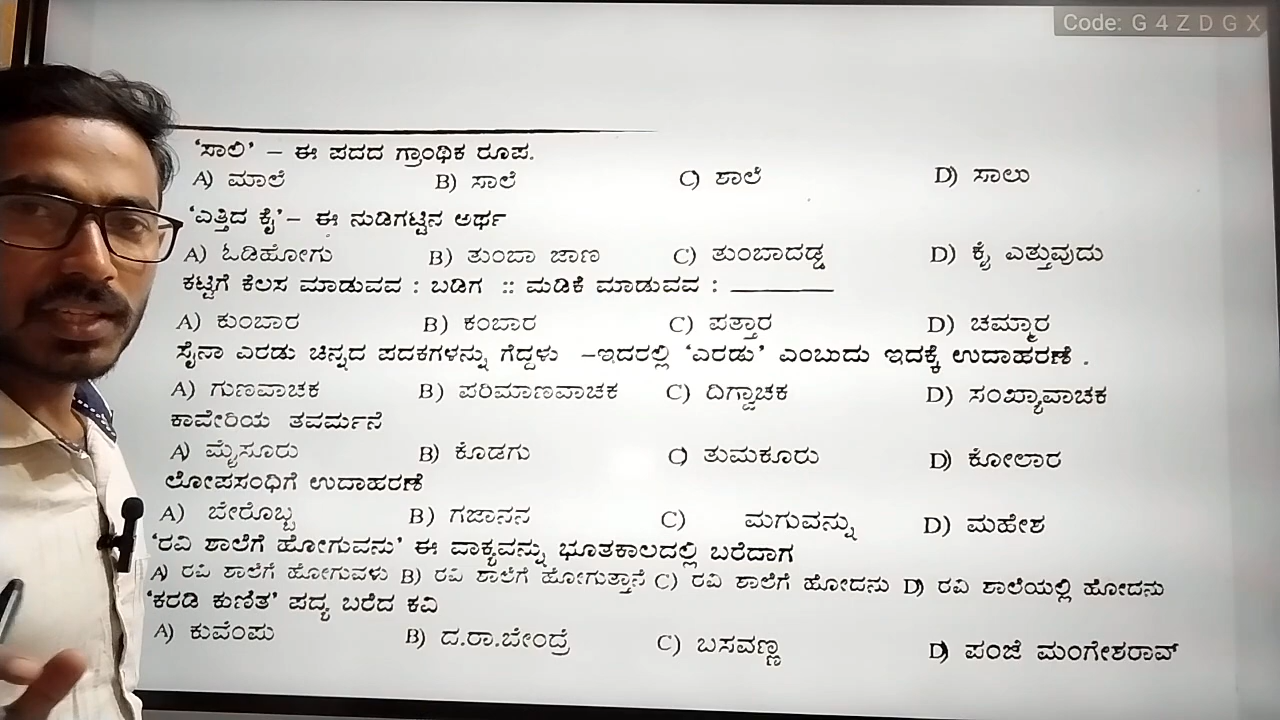 Code: G4ZDGX
'ಸಾಲಿ' – ಈ ಪದದ ಗ್ರಾಂಥಿಕ ರೂಪ.
A) ಮಾಲೆ B) ಸಾಲೆ C) ಶಾಲೆ D) ಸಾಲು
'ಎತ್ತಿದ ಕೈ' – ಈ ನುಡಿಗಟ್ಟಿನ ಅರ್ಥ
A) ಓಡಿಹೋಗು B) ತುಂಬಾ ಜಾಣ C) ತುಂಬಾದಡ್ಡ D) ಕೈ ಎತ್ತುವುದು
ಕಟ್ಟಿಗೆ ಕೆಲಸ ಮಾಡುವವ : ಬಡಿಗ :: ಮಡಿಕೆ ಮಾಡುವವ : ________
A) ಕುಂಬಾರ B) ಕಂಬಾರ C) ಪತ್ತಾರ D) ಚಮ್ಮಾರ
ಸೈನಾ ಎರಡು ಚಿನ್ನದ ಪದಕಗಳನ್ನು ಗೆದ್ದಳು –ಇದರಲ್ಲಿ 'ಎರಡು' ಎಂಬುದು ಇದಕ್ಕೆ ಉದಾಹರಣೆ .
A) ಗುಣವಾಚಕ B) ಪರಿಮಾಣವಾಚಕ C) ದಿಗ್ವಾಚಕ D) ಸಂಖ್ಯಾವಾಚಕ
ಕಾವೇರಿಯ ತವರ್ಮನೆ
A) ಮೈಸೂರು B) ಕೊಡಗು C) ತುಮಕೂರು D) ಕೋಲಾರ
ಲೋಪಸಂಧಿಗೆ ಉದಾಹರಣೆ
A) ಬೇರೊಬ್ಬ B) ಗಜಾನನ C) ಮಗುವನ್ನು D) ಮಹೇಶ
'ರವಿ ಶಾಲೆಗೆ ಹೋಗುವನು' ಈ ವಾಕ್ಯವನ್ನು ಭೂತಕಾಲದಲ್ಲಿ ಬರೆದಾಗ
A) ರವಿ ಶಾಲೆಗೆ ಹೋಗುವಳು B) ರವಿ ಶಾಲೆಗೆ ಹೋಗುತ್ತಾನೆ C) ರವಿ ಶಾಲೆಗೆ ಹೋದನು D) ರವಿ ಶಾಲೆಯಲ್ಲಿ ಹೋದನು
'ಕರಡಿ ಕುಣಿತ' ಪದ್ಯ ಬರೆದ ಕವಿ
A) ಕುವೆಂಪು B) ದ.ರಾ.ಬೇಂದ್ರೆ C) ಬಸವಣ್ಣ D) ಪಂಜೆ ಮಂಗೇಶರಾವ್